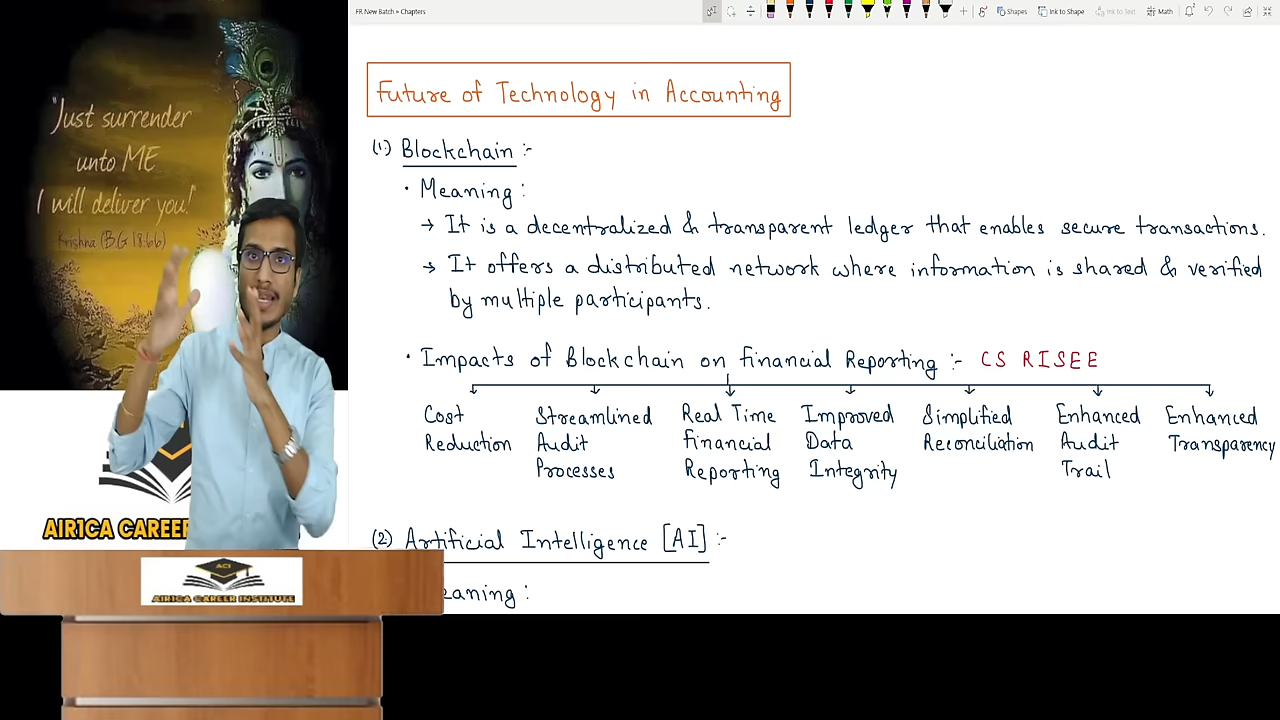 FR New Batch » Chapters
Shapes
Ink to Shape
Ink to Text
Math
"Just surrender
unto ME
I will deliver you!"
- Krishna (B.G 18:66)
Future of Technology in Accounting
(1) Blockchain :-
• Meaning :
→ It is a decentralized & transparent ledger that enables secure transactions.
→ It offers a distributed network where information is shared & verified
by multiple participants.
• Impacts of Blockchain on Financial Reporting :- CS RISEE
Cost
Reduction
Streamlined
Audit
Processes
Real Time
Financial
Reporting
Improved
Data
Integrity
Simplified
Reconciliation
Enhanced
Audit
Trail
Enhanced
Transparency
(2) Artificial Intelligence [AI] :-
eaning :
AIR1CA CAREER
ACI
AIR1CA CAREER INSTITUTE